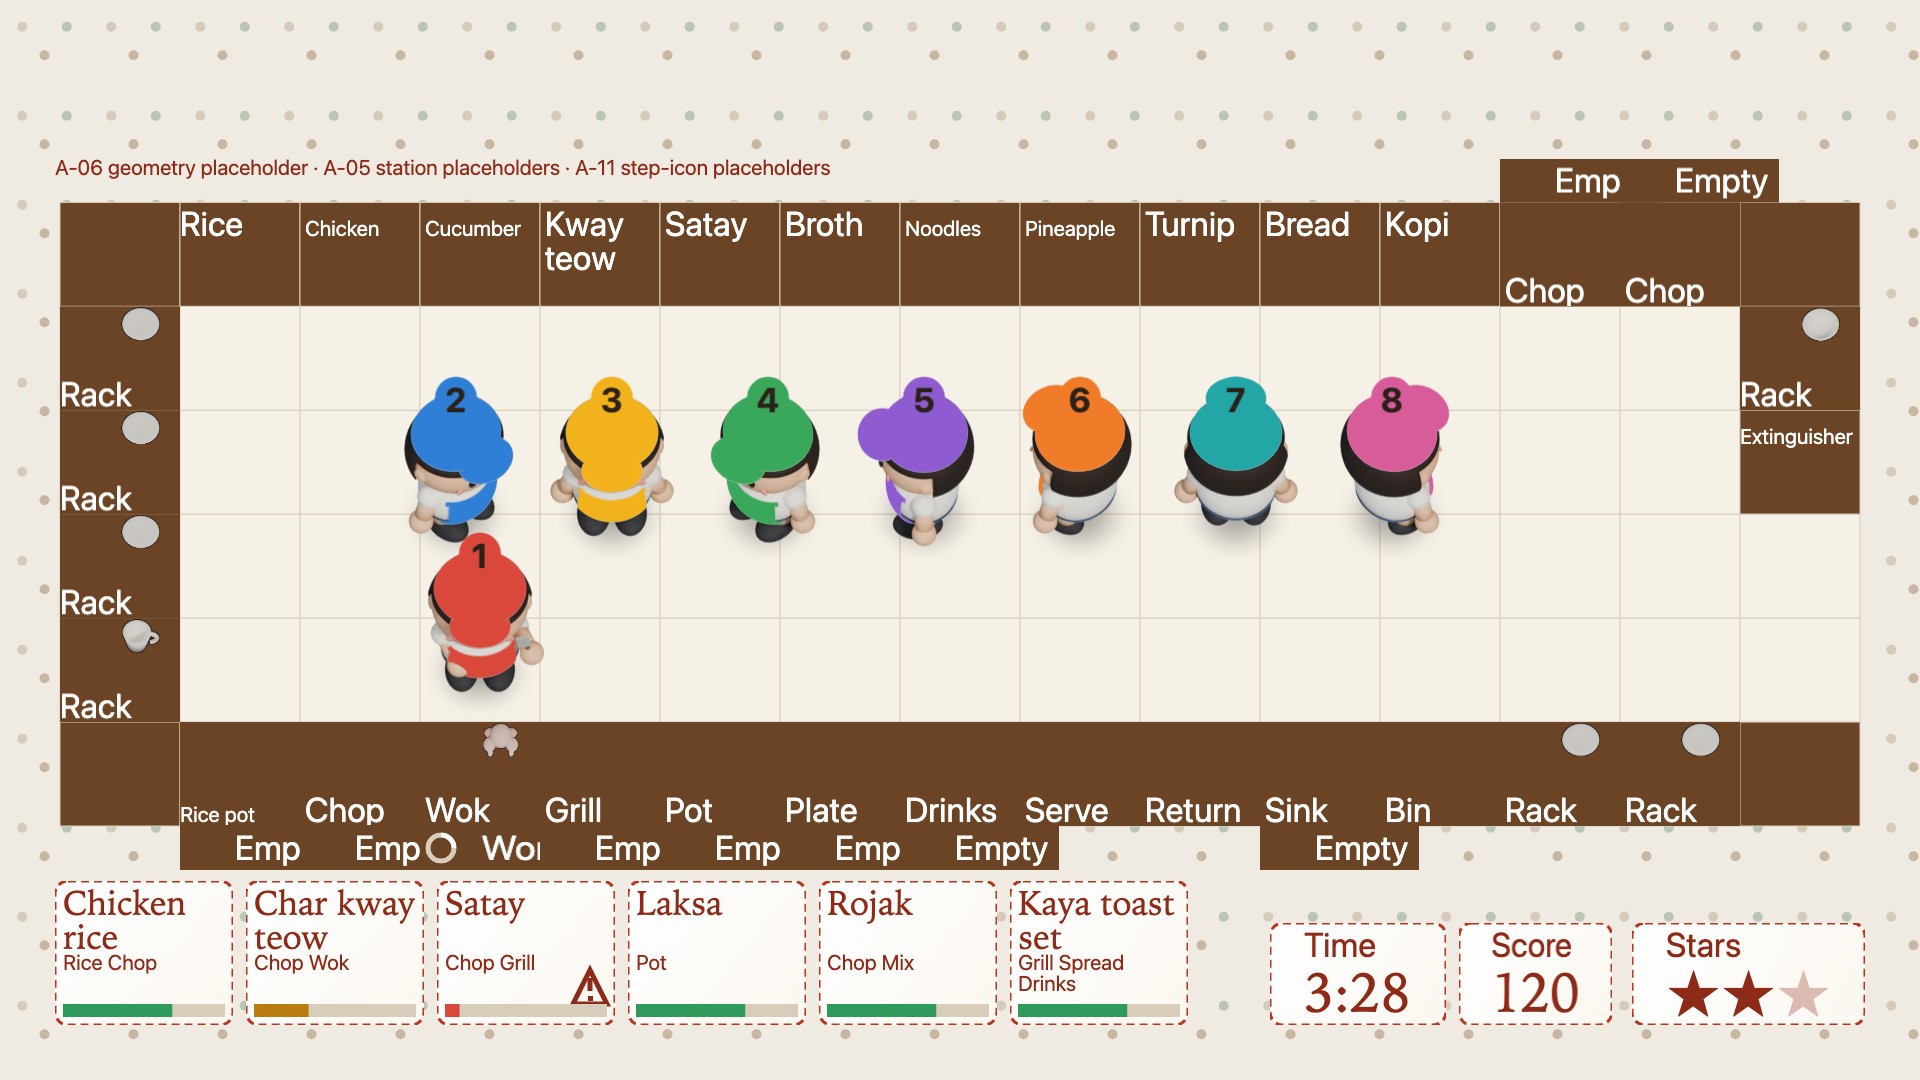 A-06 geometry placeholder · A-05 station placeholders · A-11 step-icon placeholders
Emp Empty
Rice Chicken Cucumber Kway teow Satay Broth Noodles Pineapple Turnip Bread Kopi
Chop Chop
Rack Rack
Extinguisher
2 3 4 5 6 7 8
Rack
1
Rack
Rack
Rice pot Chop Wok Grill Pot Plate Drinks Serve Return Sink Bin Rack Rack
Emp Emp Wor Emp Emp Emp Empty Empty
Chicken rice
Rice Chop
Char kway teow
Chop Wok
Satay
Chop Grill
Laksa
Pot
Rojak
Chop Mix
Kaya toast set
Grill Spread
Drinks
Time
3:28
Score
120
Stars